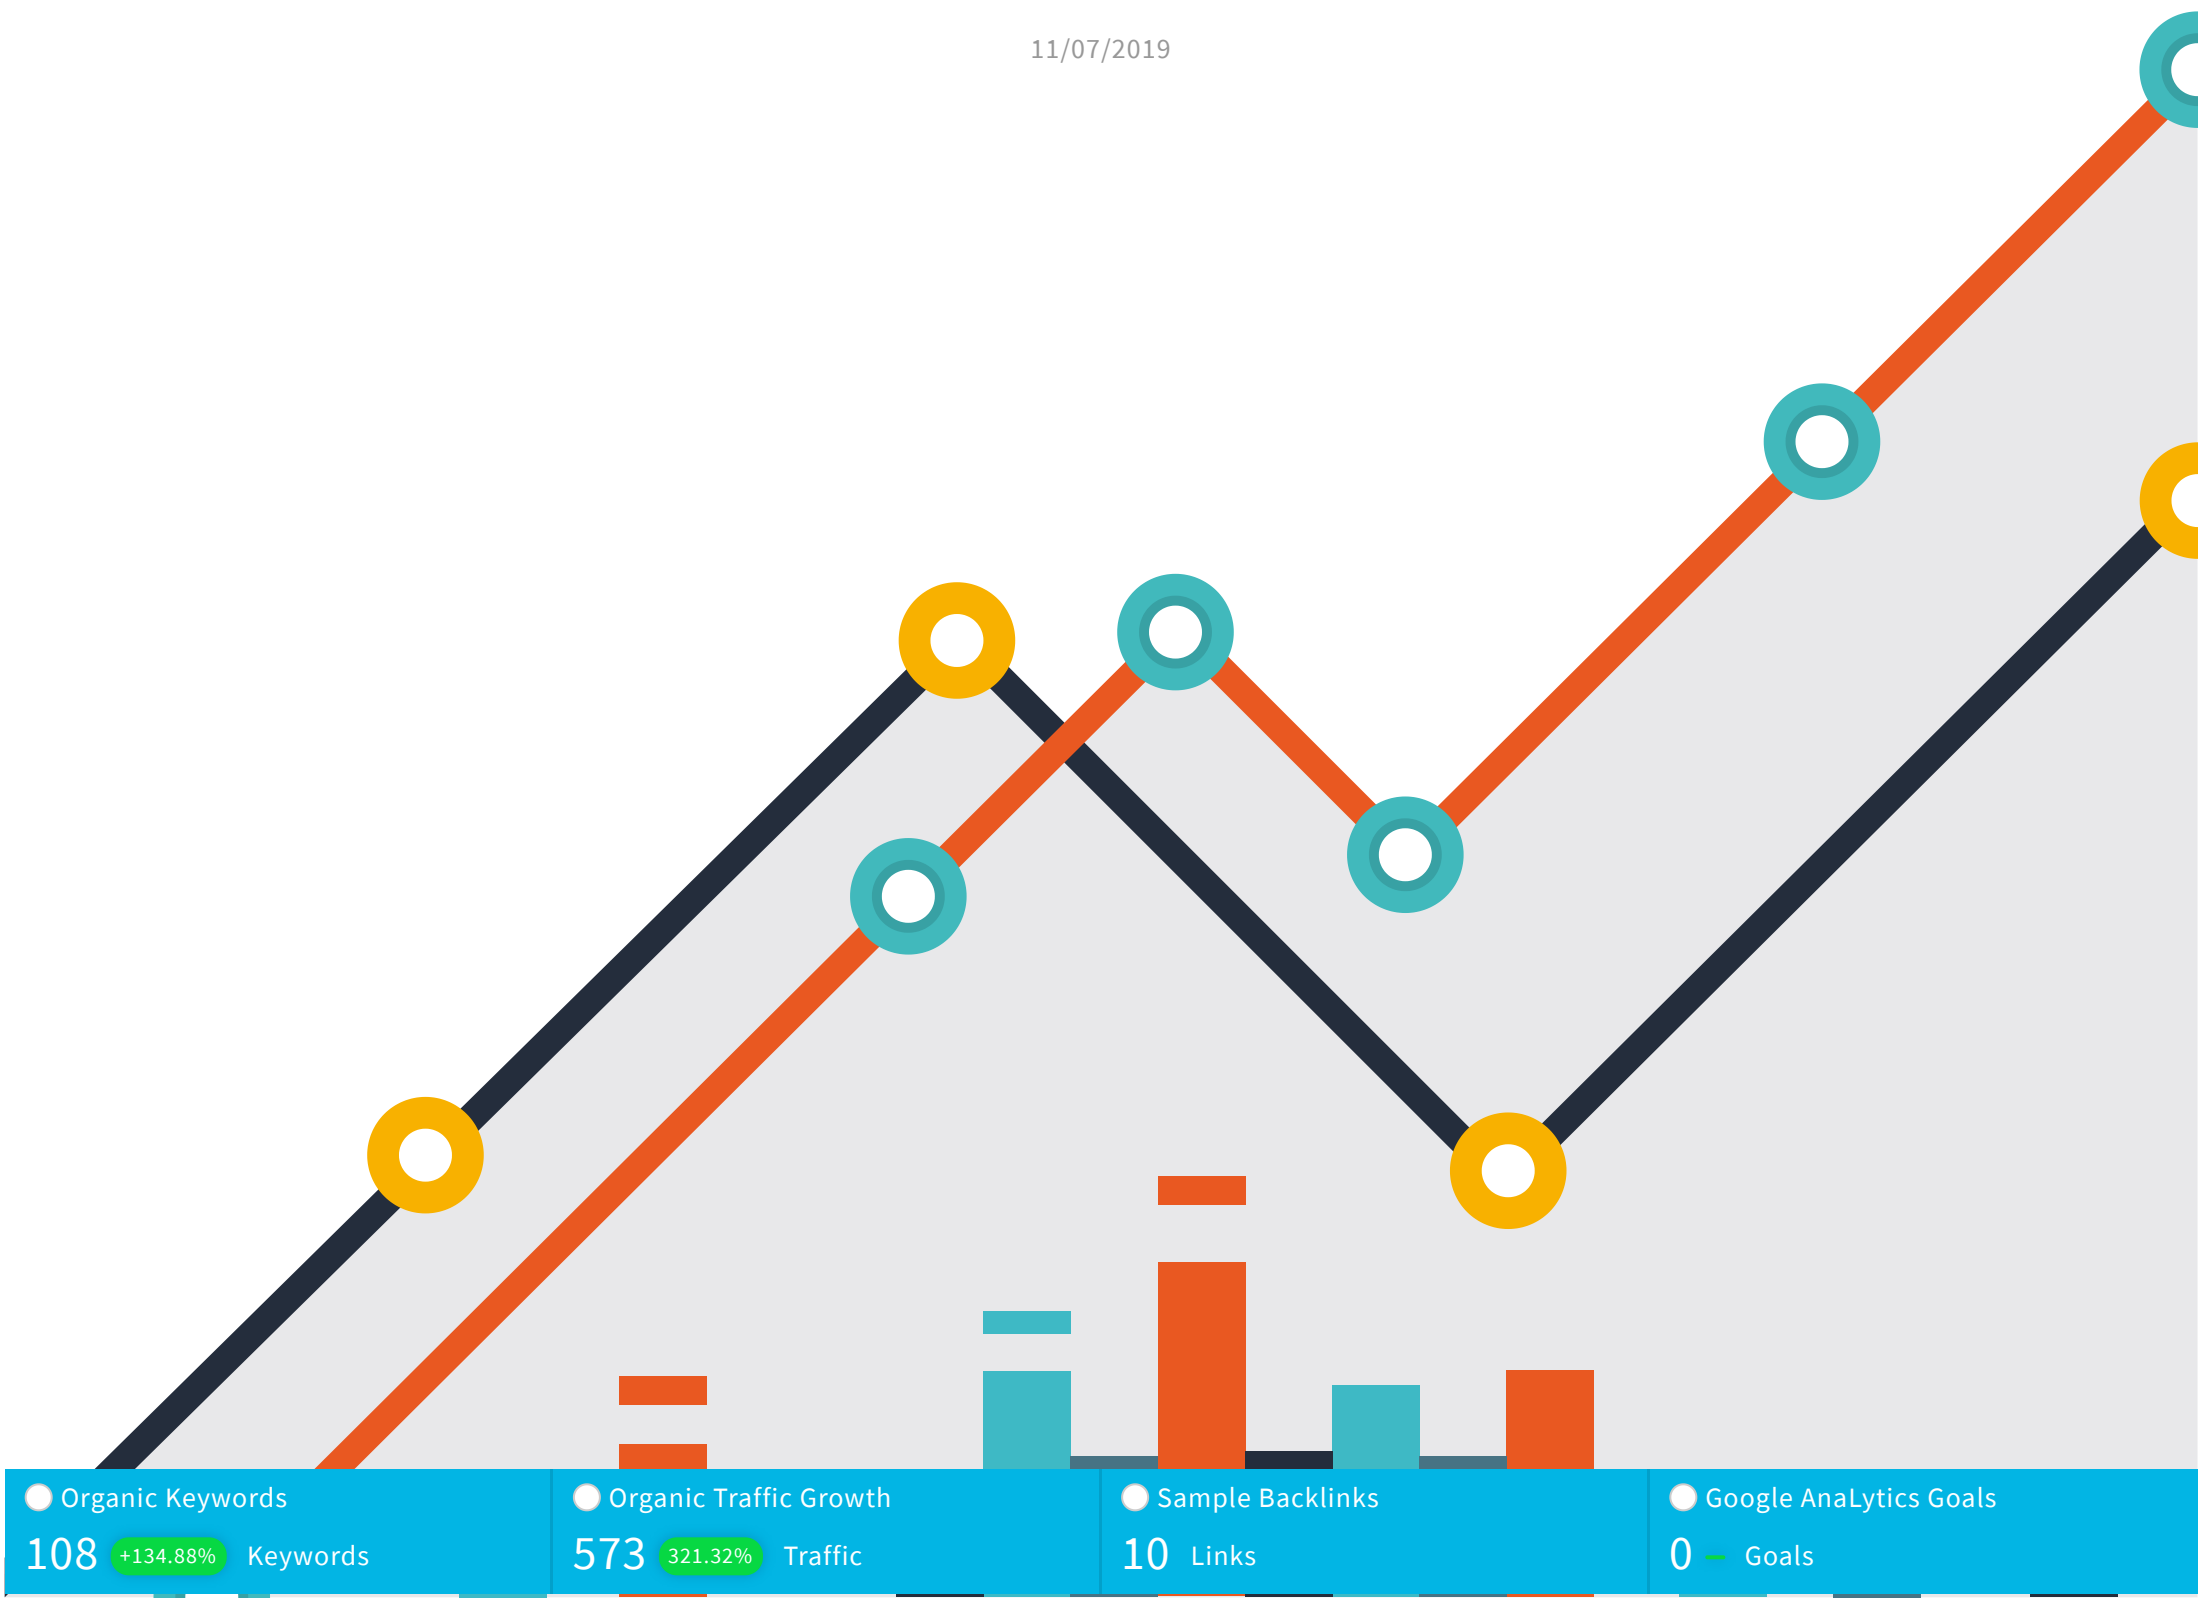 11/07/2019
Organic Keywords
108 +134.88% Keywords
Organic Traffic Growth
573 321.32% Traffic
Sample Backlinks
10 Links
Google AnaLytics Goals
0 – Goals